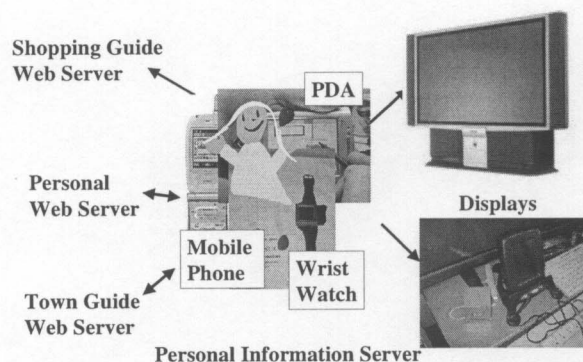 Shopping Guide
Web Server
PDA
Personal
Web Server
Displays
Mobile
Phone
Wrist
Watch
Town Guide
Web Server
Personal Information Server